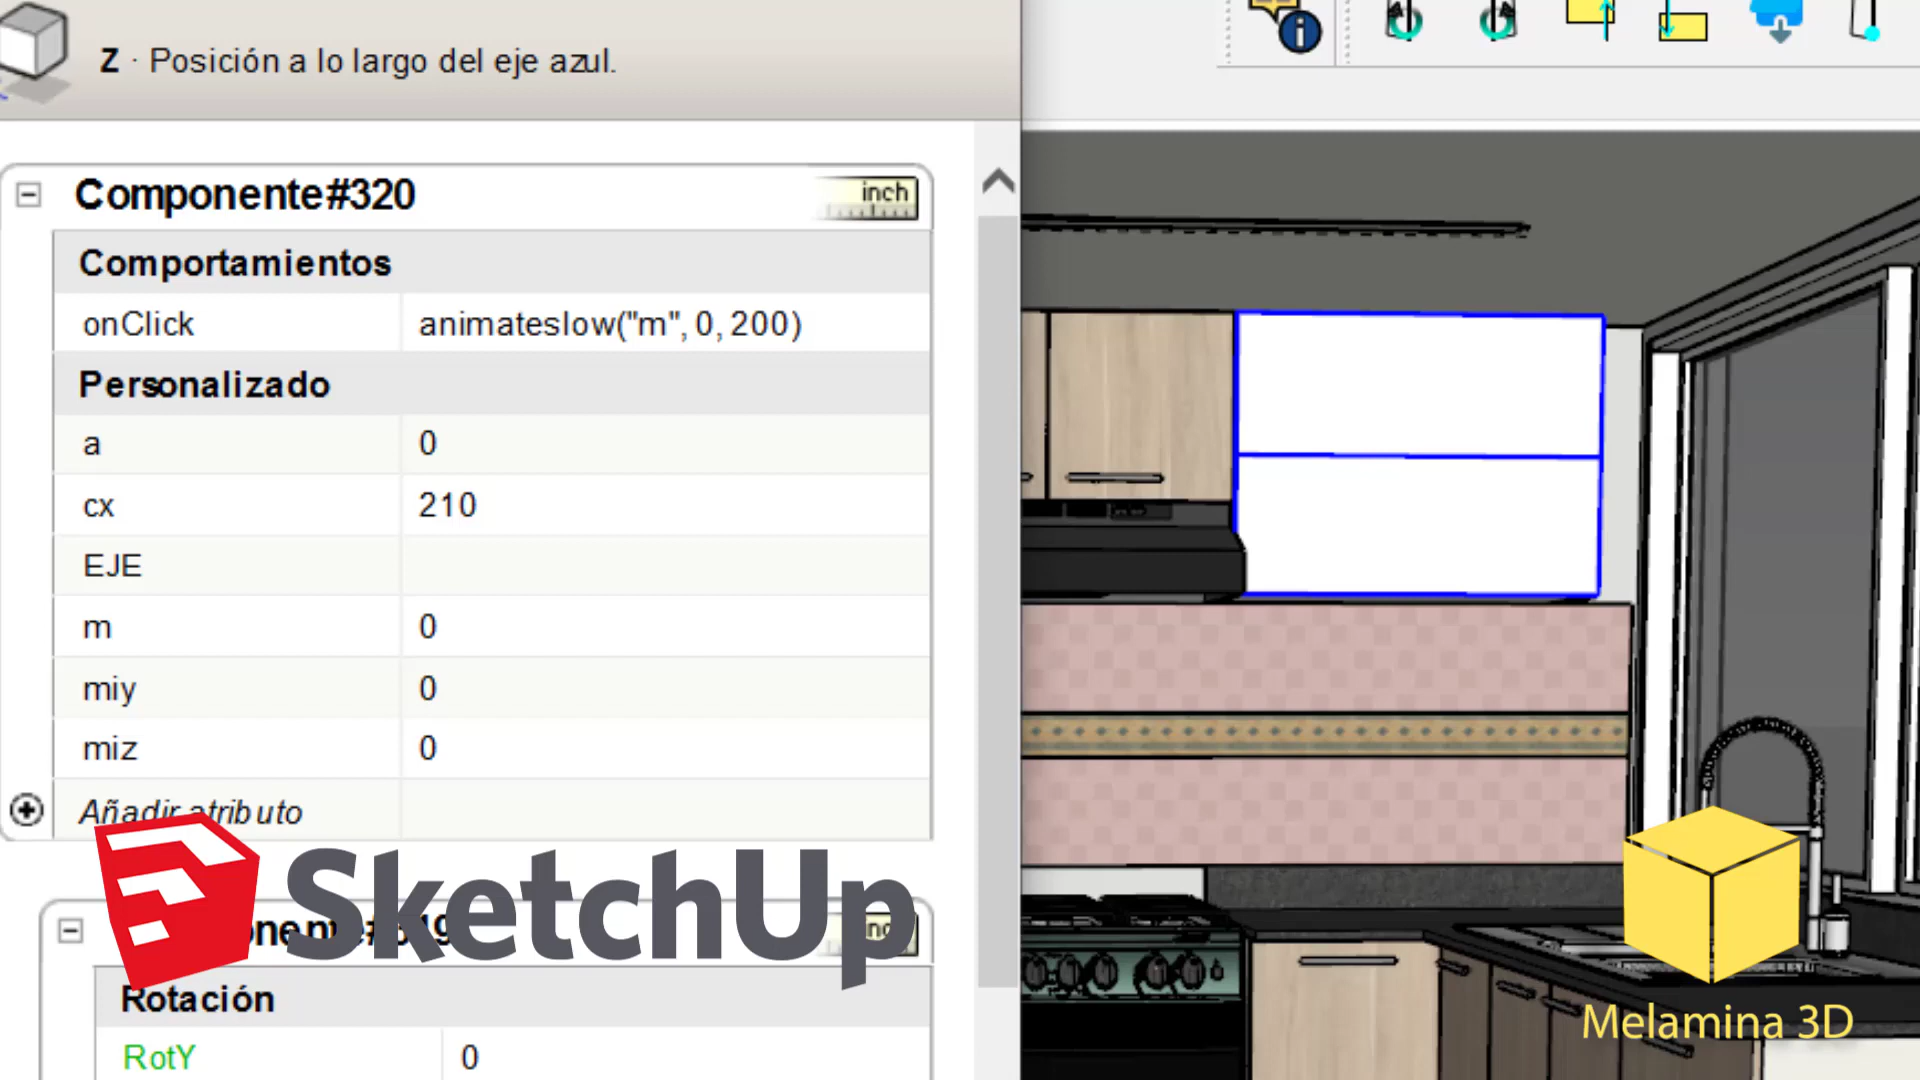 Z · Posición a lo largo del eje azul.
Componente#320 inch
Comportamientos
onClick animateslow("m", 0, 200)
Personalizado
a 0
cx 210
EJE
m 0
miy 0
miz 0
Añadir atributo
SketchUp
Rotación
RotY 0
Melamina 3D